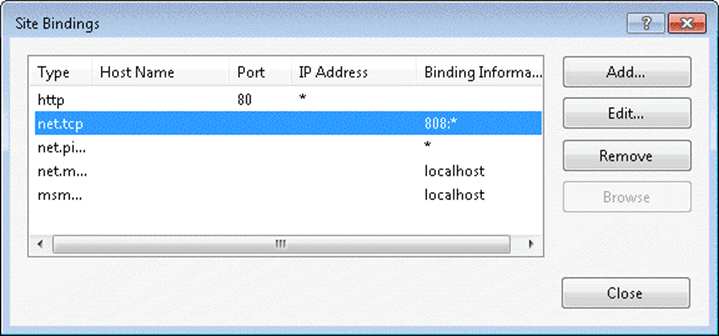 Site Bindings
Type Host Name Port IP Address Binding Informa...
http 80 *
net.tcp 808:*
net.pi... *
net.m... localhost
msm... localhost
Add...
Edit...
Remove
Browse
Close